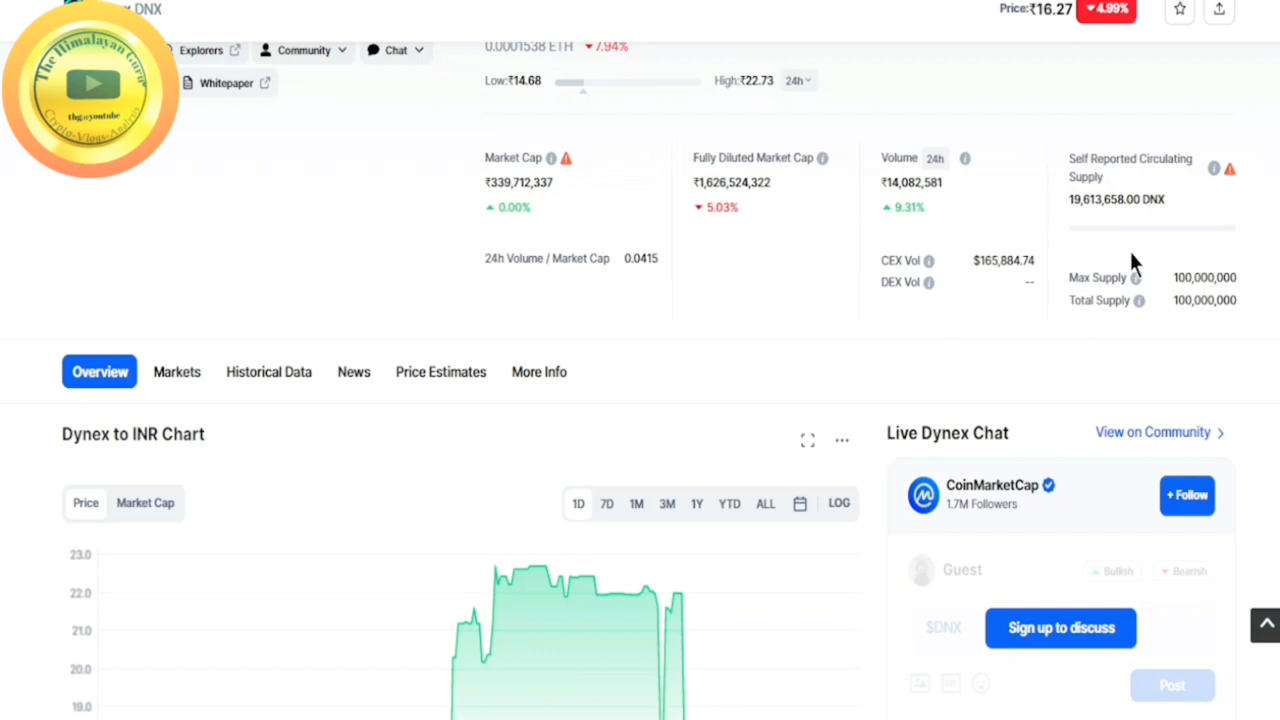 DNX
Price:₹16.27
4.99%
The Himalayan Guru
thg@youtube
Crypto-Vlogs-Analysis
Explorers
Community
Chat
Whitepaper
0.0001538 ETH
7.94%
Low:₹14.68
High:₹22.73
24h
Market Cap
₹339,712,337
0.00%
24h Volume / Market Cap 0.0415
Fully Diluted Market Cap
₹1,626,524,322
5.03%
Volume 24h
₹14,082,581
9.31%
CEX Vol $165,884.74
DEX Vol --
Self Reported Circulating
Supply
19,613,658.00 DNX
Max Supply 100,000,000
Total Supply 100,000,000
Overview Markets Historical Data News Price Estimates More Info
Dynex to INR Chart
Price Market Cap
1D 7D 1M 3M 1Y YTD ALL LOG
23.0
22.0
21.0
20.0
19.0
Live Dynex Chat
View on Community
CoinMarketCap
1.7M Followers
+ Follow
Guest
Bullish
Bearish
$DNX
Sign up to discuss
Post